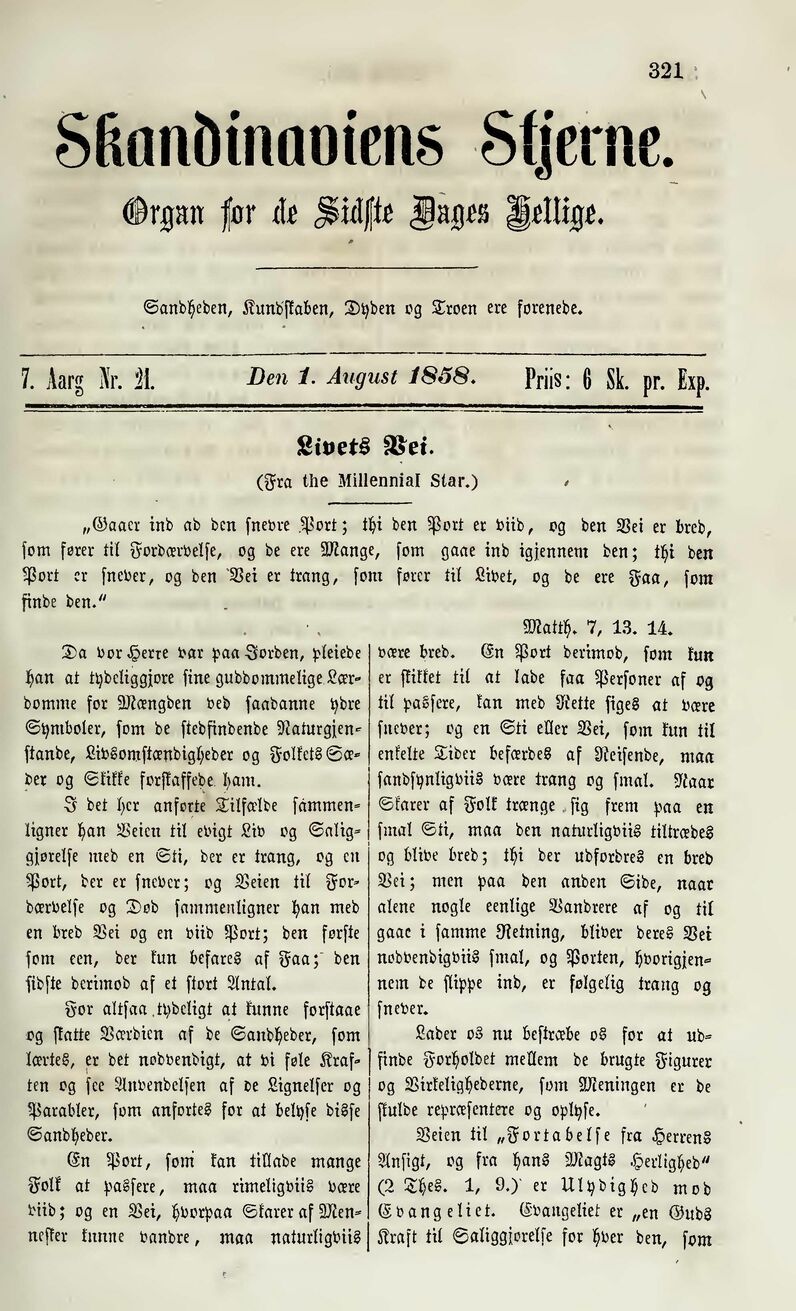 321
Skandinaviens Stjerne.
Organ for de Sidste Dages Hellige.
Sandheden, Kundskaben, Dyden og Troen ere forenede.
7. Aarg Nr. 21.
Den 1. August 1858.
Priis: 6 Sk. pr. Exp.
Livets Vei.
(Fra the Millennial Star.)
„Gaaer ind ad den snevre Port; thi den Port er viid, og den Vei er bred,
som fører til Fordærvelse, og de ere Mange, som gaae ind igjennem den; thi den
Port er snever, og den Vei er trang, som fører til Livet, og de ere Faa, som
finde den."
Matth. 7, 13. 14.
Da vor Herre var paa Jorden, pleiede
han at tydeliggjøre sine guddommelige Lær-
domme for Mængden ved saadanne ydre
Symboler, som de stedfindende Naturgjen-
stande, Livsomstændigheder og Folkets Sæ-
der og Skikke forskaffede ham.
I det her anførte Tilfælde sammen-
ligner han Veien til evigt Liv og Salig-
gjørelse med en Sti, der er trang, og en
Port, der er snever; og Veien til For-
dærvelse og Død sammenligner han med
en bred Vei og en viid Port; den første
som een, der kun befares af Faa; den
sidste derimod af et stort Antal.
For altsaa tydeligt at kunne forstaae
og skatte Værdien af de Sandheder, som
lærtes, er det nødvendigt, at vi føle Kraf-
ten og see Anvendelsen af de Lignelser og
Parabler, som anførtes for at belyse disse
Sandheder.
En Port, som kan tillade mange
Folk at passere, maa rimeligviis være
viid; og en Vei, hvorpaa Skarer af Men-
nesker kunne vandre, maa naturligviis
være bred. En Port derimod, som kun
er skikket til at lade faa Personer af og
til passere, kan med Rette siges at være
snever; og en Sti eller Vei, som kun til
enkelte Tider befærdes af Reisende, maa
sandsynligviis være trang og smal. Naar
Skarer af Folk trænge sig frem paa en
smal Sti, maa den naturligviis tiltrædes
og blive bred; thi der udfordres en bred
Vei; men paa den anden Side, naar
alene nogle eenlige Vandrere af og til
gaae i samme Retning, bliver deres Vei
nødvendigviis smal, og Porten, hvorigjen-
nem de slippe ind, er følgelig trang og
snever.
Lader os nu bestræbe os for at ud-
finde Forholdet mellem de brugte Figurer
og Virkelighederne, som Meningen er de
skulde repræsentere og oplyse.
Veien til „Fortabelse fra Herrens
Ansigt, og fra hans Magts Herlighed"
(2 Thes. 1, 9.) er Ulydighed mod
Evangeliet. Evangeliet er „en Guds
Kraft til Saliggjørelse for hver den, som